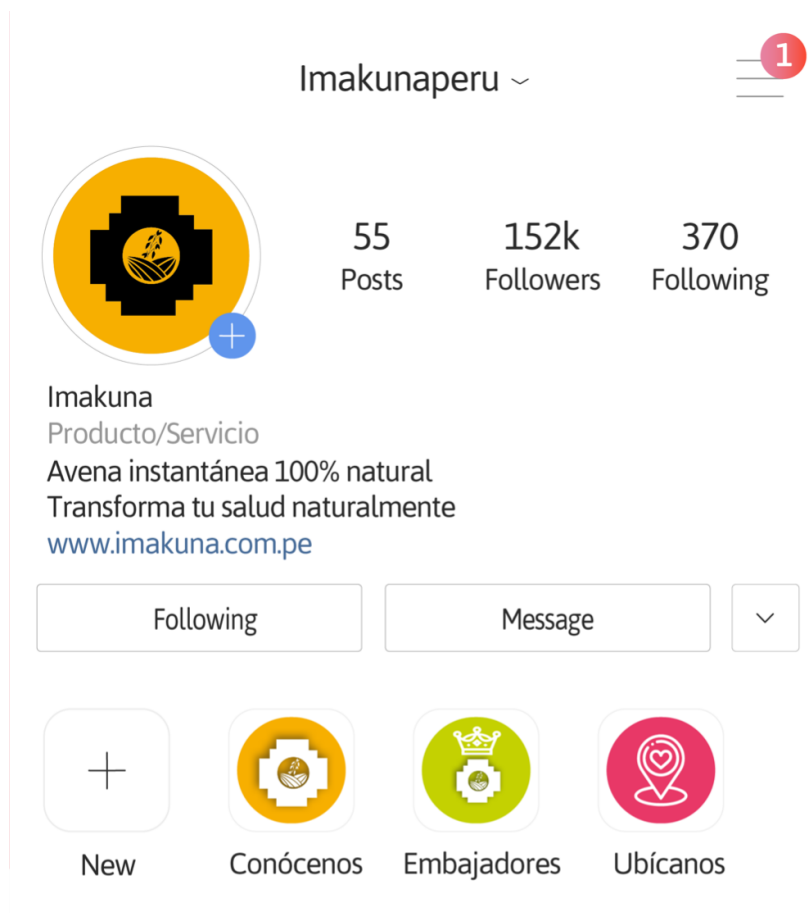 Imakunaperu
1
55
Posts
152k
Followers
370
Following
Imakuna
Producto/Servicio
Avena instantánea 100% natural
Transforma tu salud naturalmente
www.imakuna.com.pe
Following
Message
New
Conócenos
Embajadores
Ubícanos